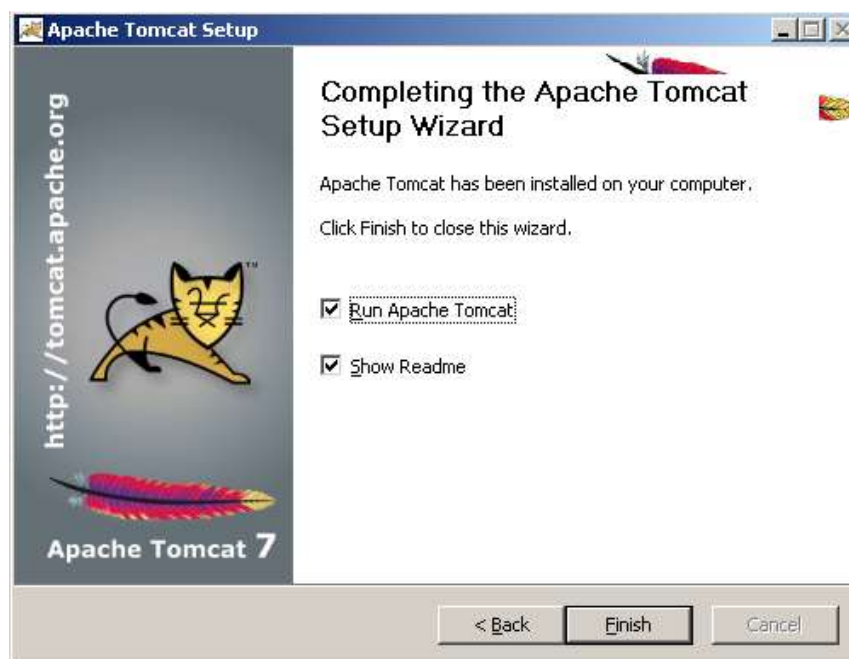 Apache Tomcat Setup
http://tomcat.apache.org
TM
Apache Tomcat 7
Completing the Apache Tomcat
Setup Wizard
Apache Tomcat has been installed on your computer.
Click Finish to close this wizard.
Run Apache Tomcat
Show Readme
< Back
Finish
Cancel